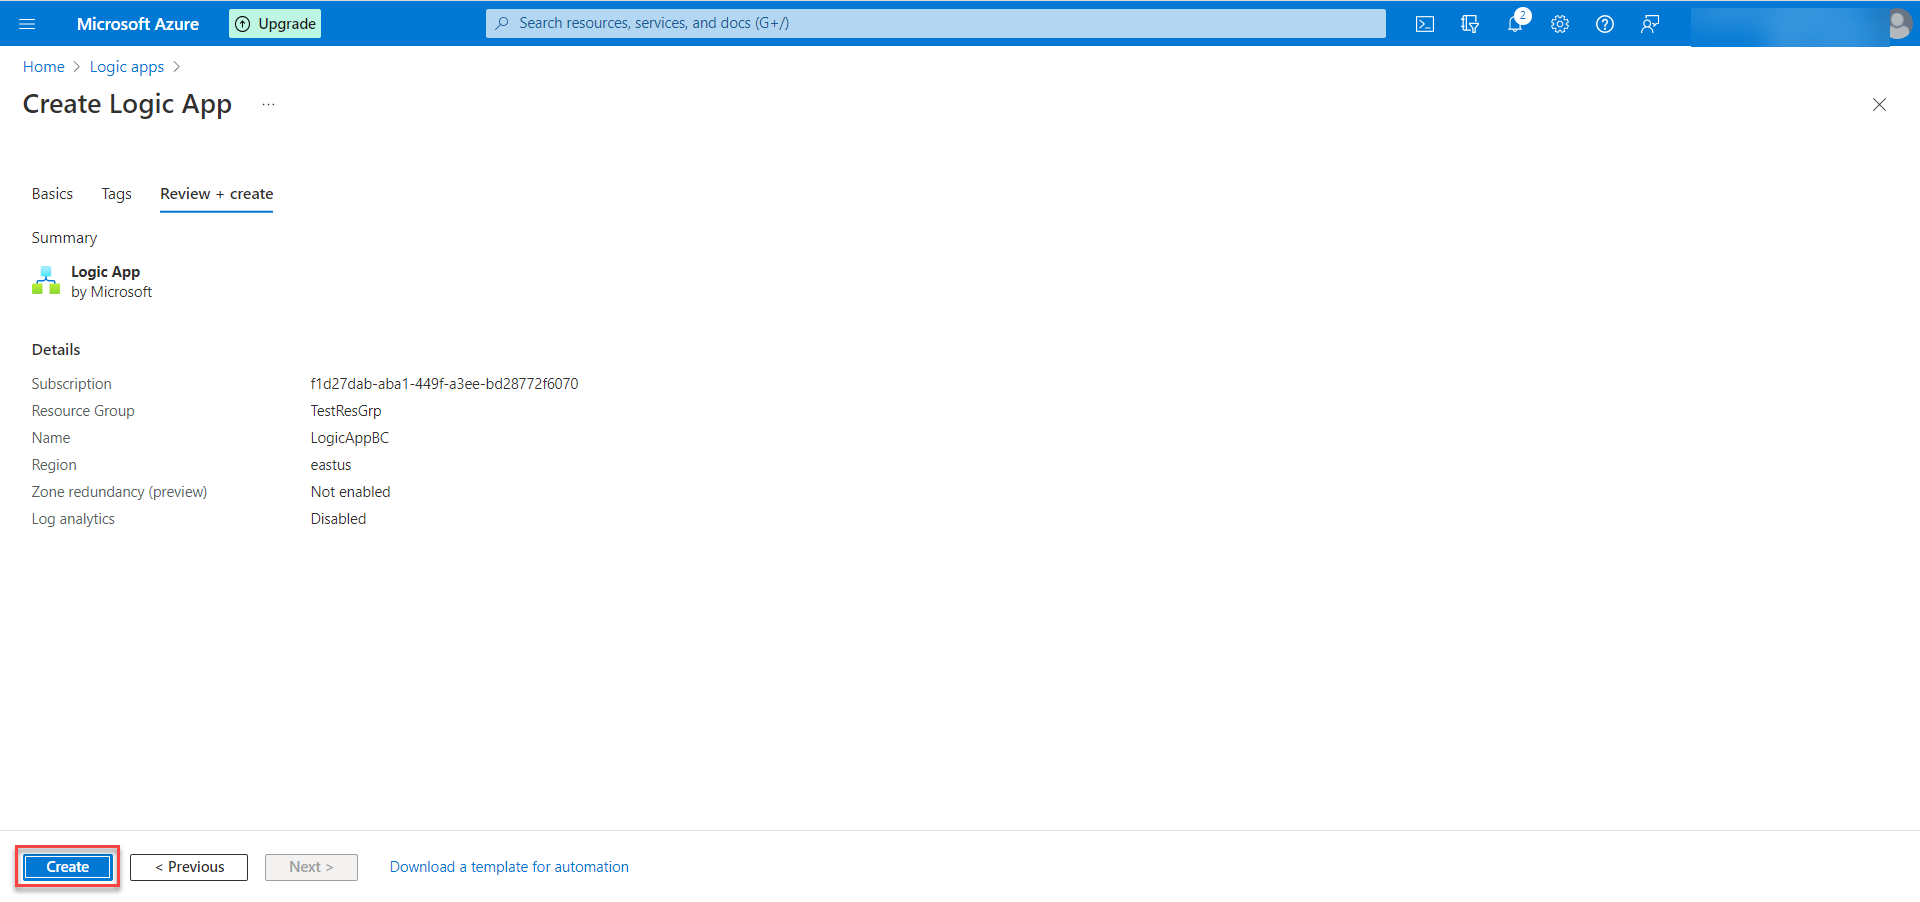 Microsoft Azure
Upgrade
Search resources, services, and docs (G+/)
2
Home > Logic apps >
Create Logic App ...
Basics Tags Review + create
Summary
Logic App
by Microsoft
Details
Subscription f1d27dab-aba1-449f-a3ee-bd28772f6070
Resource Group TestResGrp
Name LogicAppBC
Region eastus
Zone redundancy (preview) Not enabled
Log analytics Disabled
Create < Previous Next > Download a template for automation